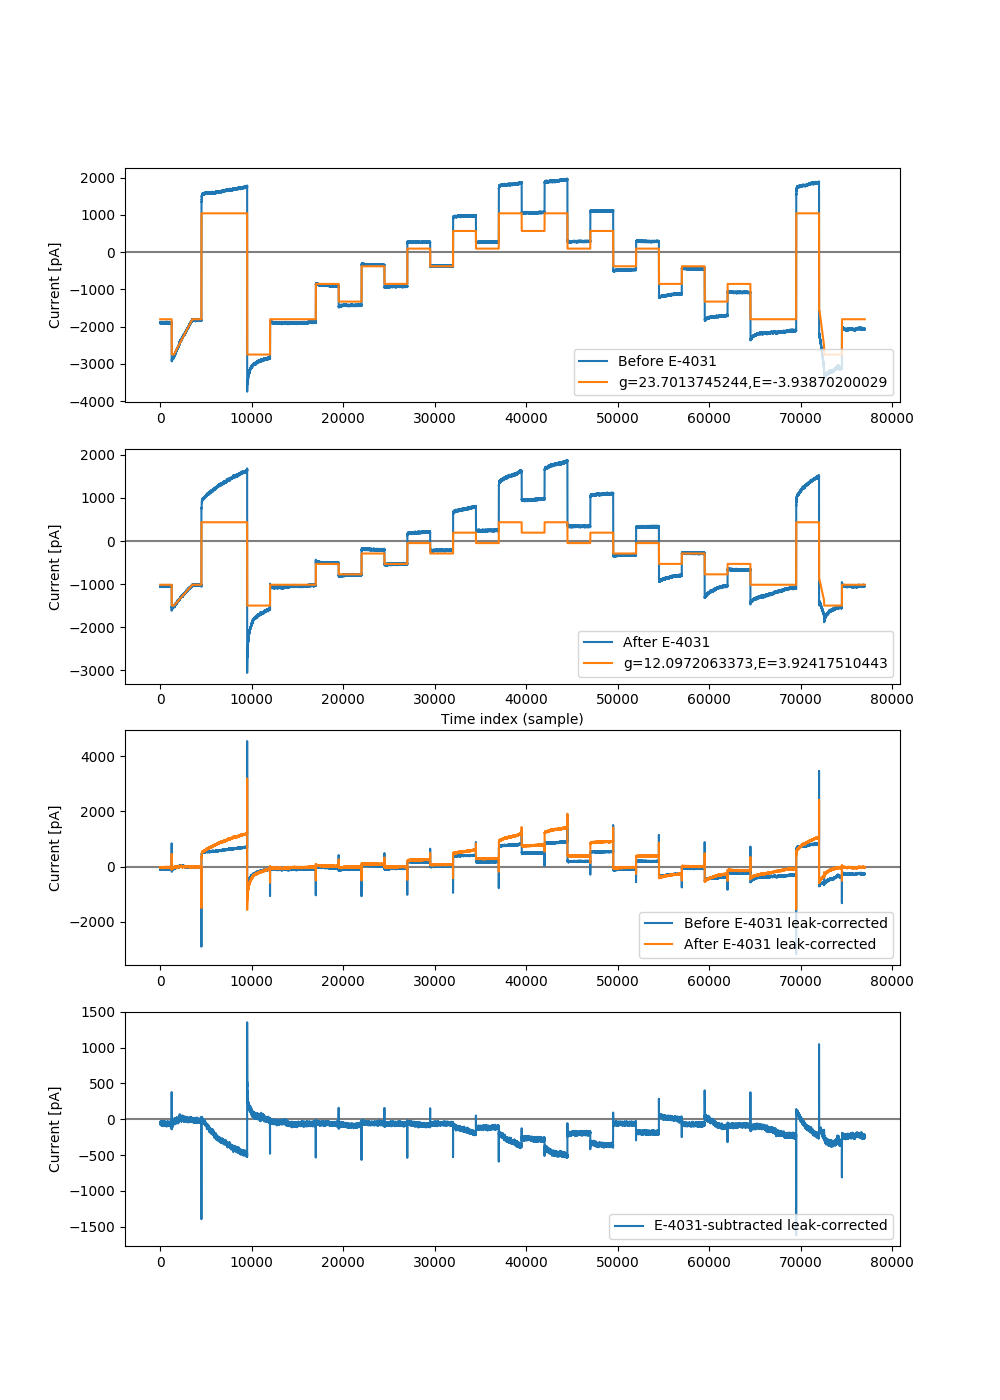 2000
1000
0
−1000
−2000
−3000
−4000
Current [pA]
Before E-4031
g=23.7013745244,E=-3.93870200029
0 10000 20000 30000 40000 50000 60000 70000 80000
2000
1000
0
−1000
−2000
−3000
Current [pA]
After E-4031
g=12.0972063373,E=3.92417510443
0 10000 20000 30000 40000 50000 60000 70000 80000
Time index (sample)
4000
2000
0
−2000
Current [pA]
Before E-4031 leak-corrected
After E-4031 leak-corrected
0 10000 20000 30000 40000 50000 60000 70000 80000
1500
1000
500
0
−500
−1000
−1500
Current [pA]
E-4031-subtracted leak-corrected
0 10000 20000 30000 40000 50000 60000 70000 80000